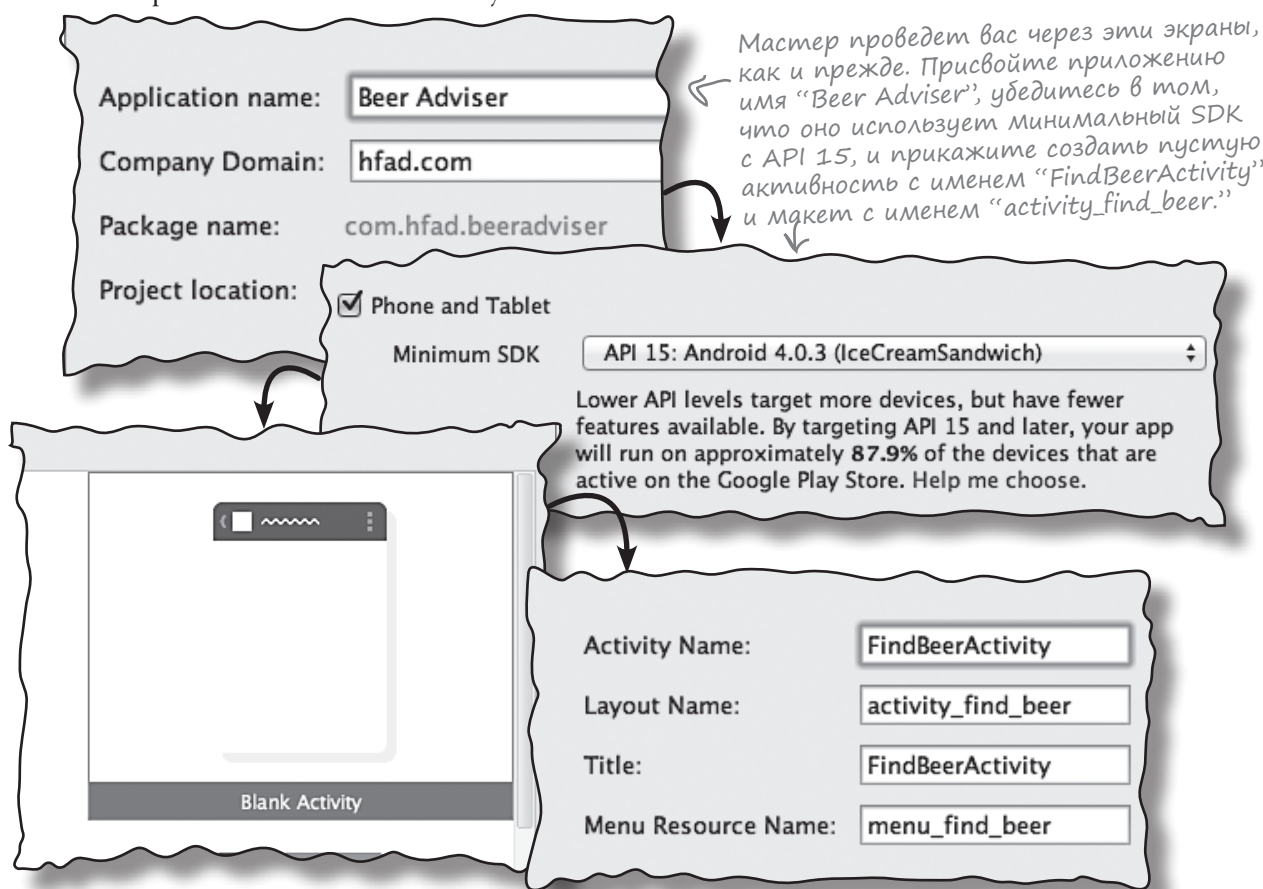 Application name: Beer Adviser
Company Domain: hfad.com
Package name: com.hfad.beeradviser
Project location:
Мастер проведет вас через эти экраны,
как и прежде. Присвойте приложению
имя “Beer Adviser”, убедитесь в том,
что оно использует минимальный SDK
с API 15, и прикажите создать пустую
активность с именем “FindBeerActivity”
и макет с именем “activity_find_beer.”
Phone and Tablet
Minimum SDK API 15: Android 4.0.3 (IceCreamSandwich)
Lower API levels target more devices, but have fewer
features available. By targeting API 15 and later, your app
will run on approximately 87.9% of the devices that are
active on the Google Play Store. Help me choose.
Blank Activity
Activity Name: FindBeerActivity
Layout Name: activity_find_beer
Title: FindBeerActivity
Menu Resource Name: menu_find_beer